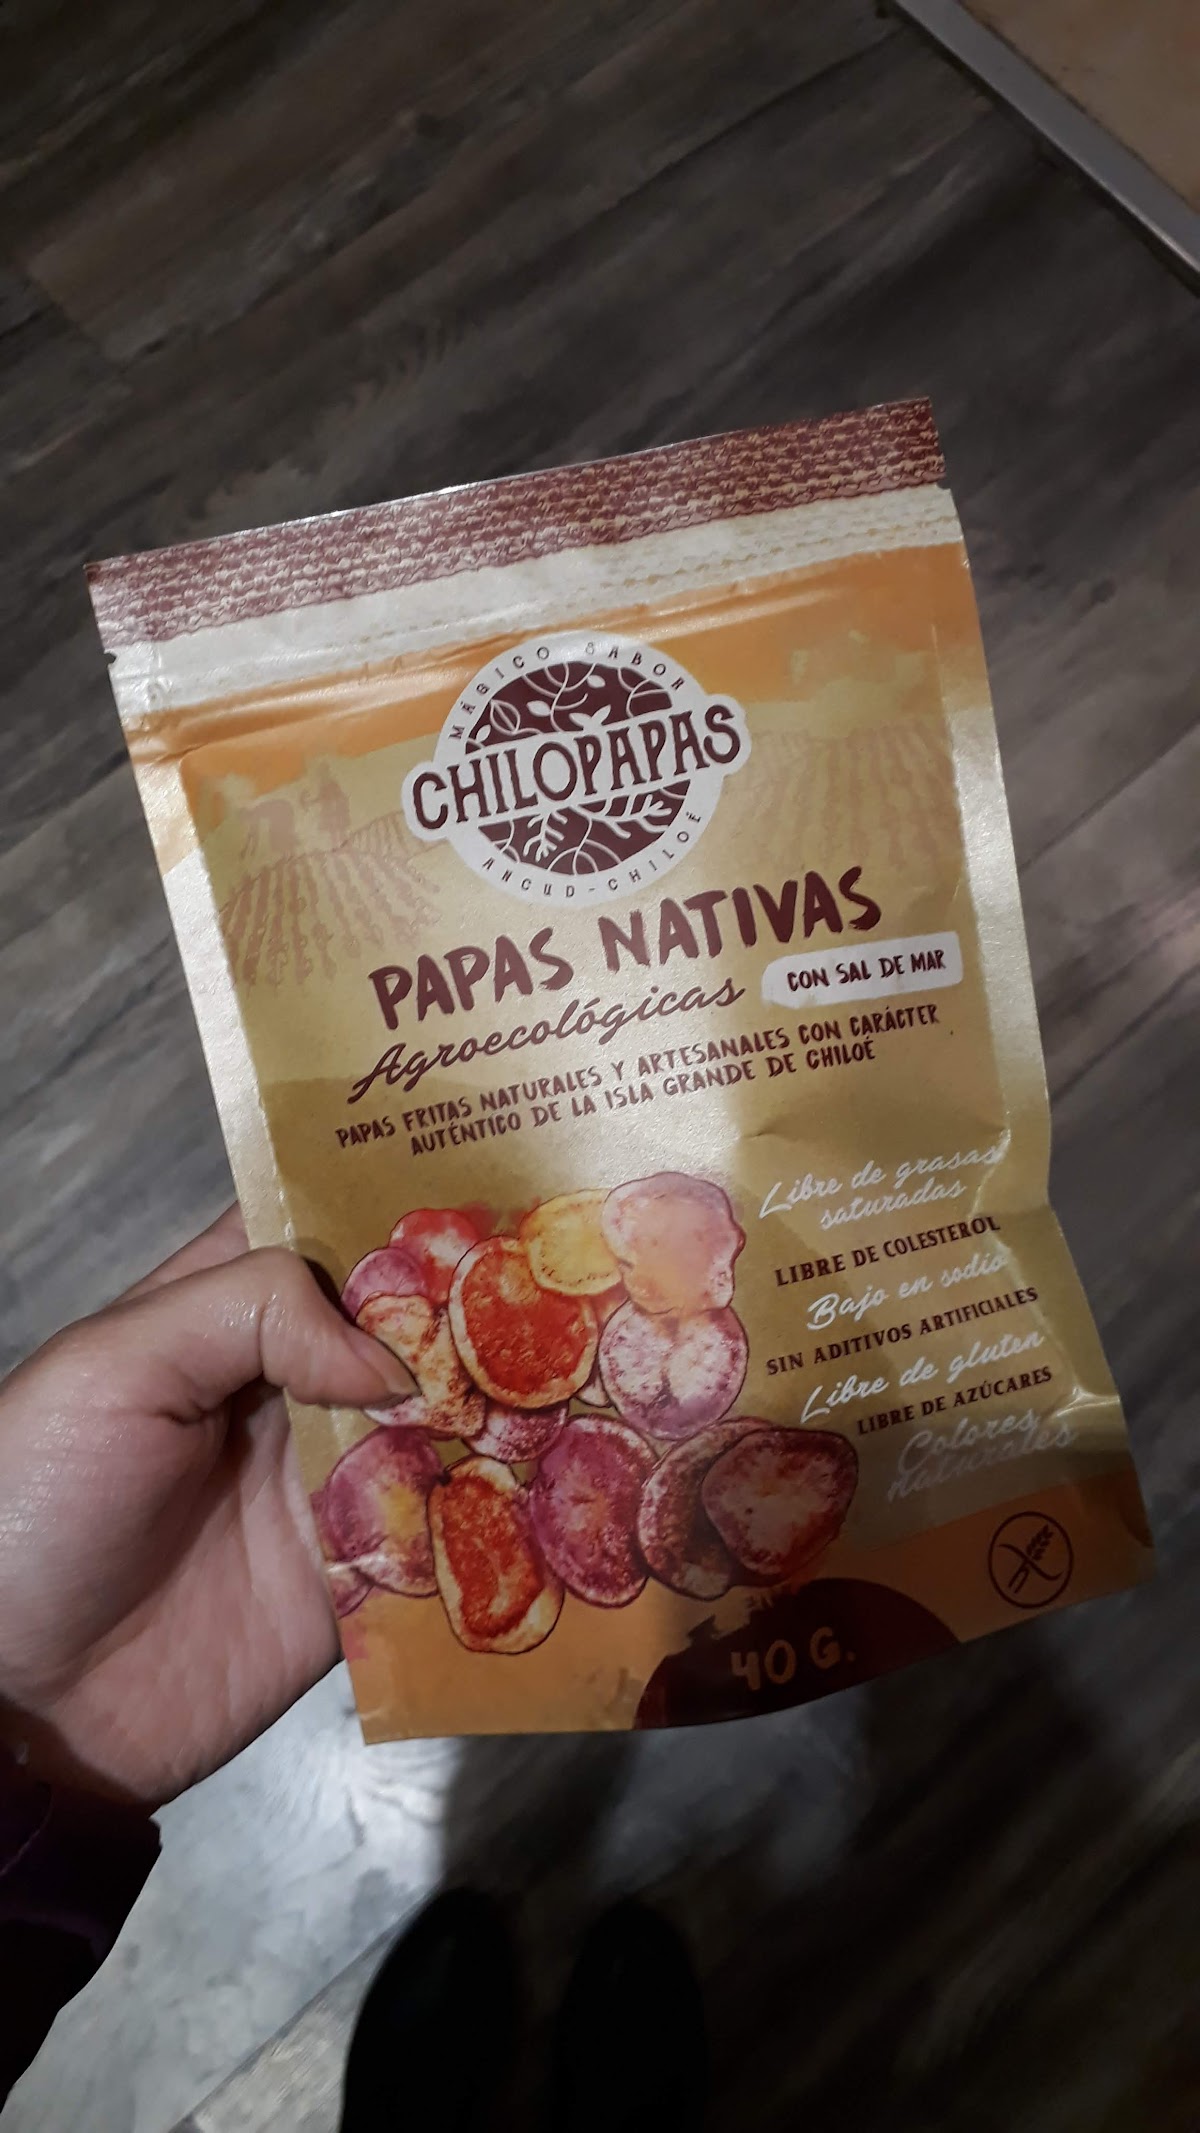 MÁGICO SABOR
CHILOPAPAS
ANCUD-CHILOÉ
PAPAS NATIVAS
Agroecológicas
CON SAL DE MAR
PAPAS FRITAS NATURALES Y ARTESANALES CON CARÁCTER
AUTÉNTICO DE LA ISLA GRANDE DE CHILOÉ
Libre de grasas
saturadas
LIBRE DE COLESTEROL
Bajo en sodio
SIN ADITIVOS ARTIFICIALES
Libre de gluten
LIBRE DE AZÚCARES
Colores
naturales
40 G.